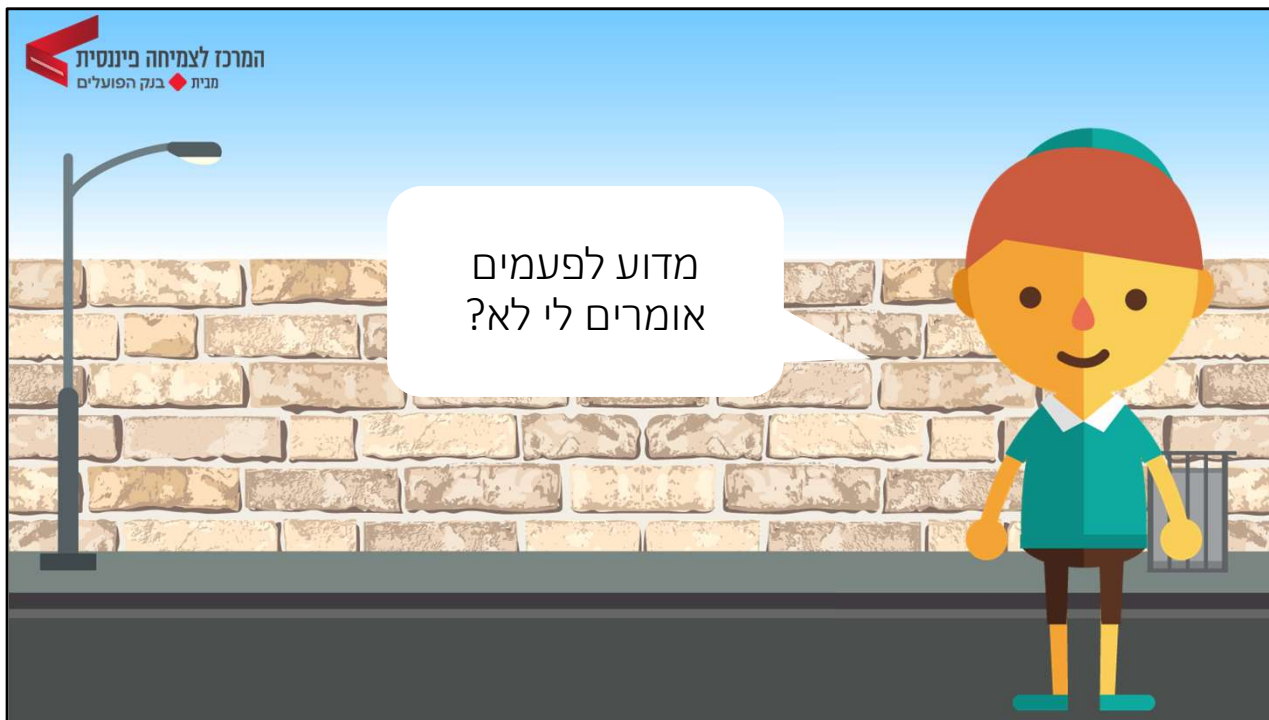 המרכז לצמיחה פיננסית
מבית בנק הפועלים
מדוע לפעמים
אומרים לי לא?